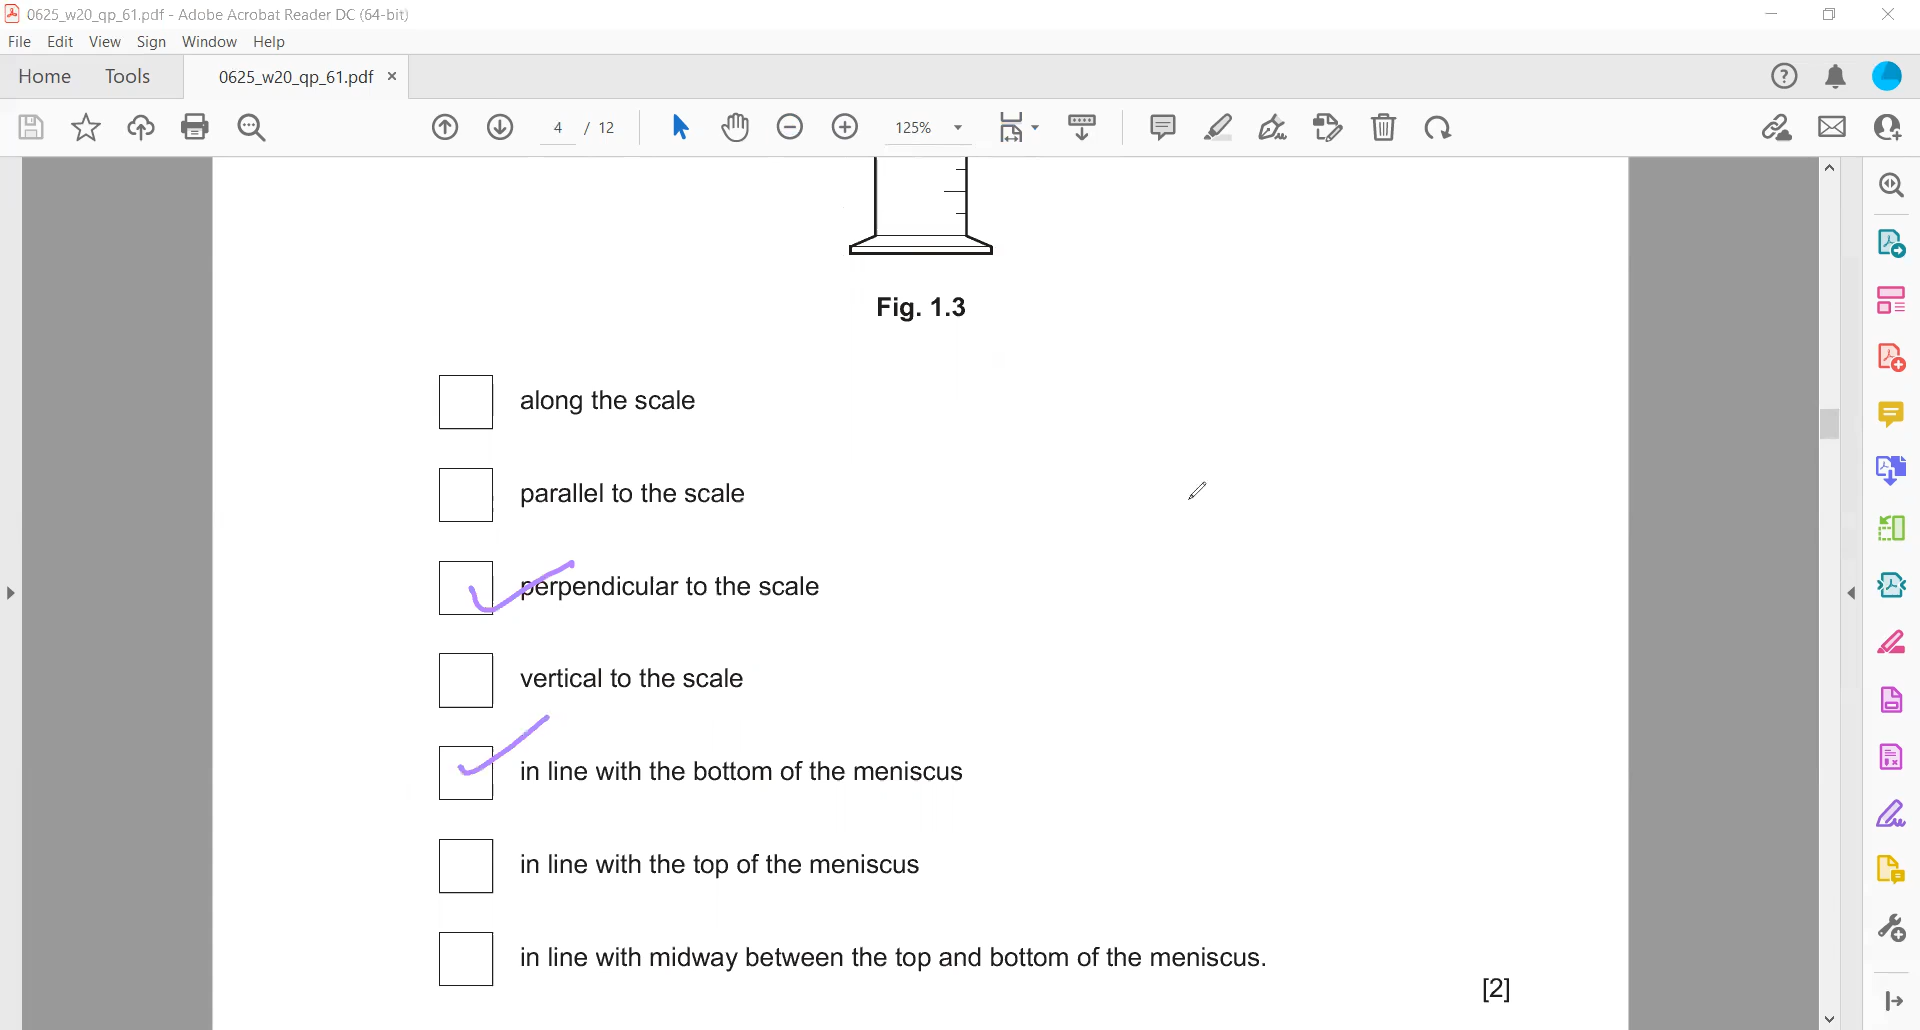 0625_w20_qp_61.pdf - Adobe Acrobat Reader DC (64-bit)
File Edit View Sign Window Help
Home Tools 0625_w20_qp_61.pdf ×
4 / 12 125%
Fig. 1.3
along the scale
parallel to the scale
perpendicular to the scale
vertical to the scale
in line with the bottom of the meniscus
in line with the top of the meniscus
in line with midway between the top and bottom of the meniscus.
[2]